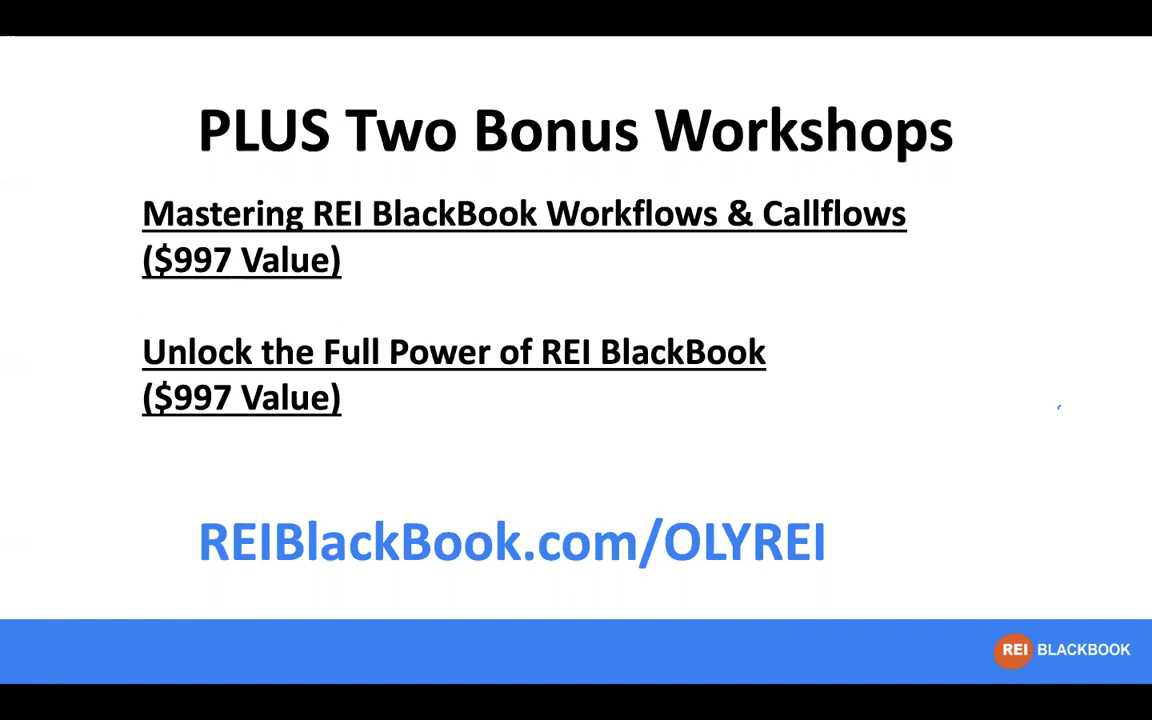 PLUS Two Bonus Workshops
Mastering REI BlackBook Workflows & Callflows
($997 Value)
Unlock the Full Power of REI BlackBook
($997 Value)
REIBlackBook.com/OLYREI
REI BLACKBOOK